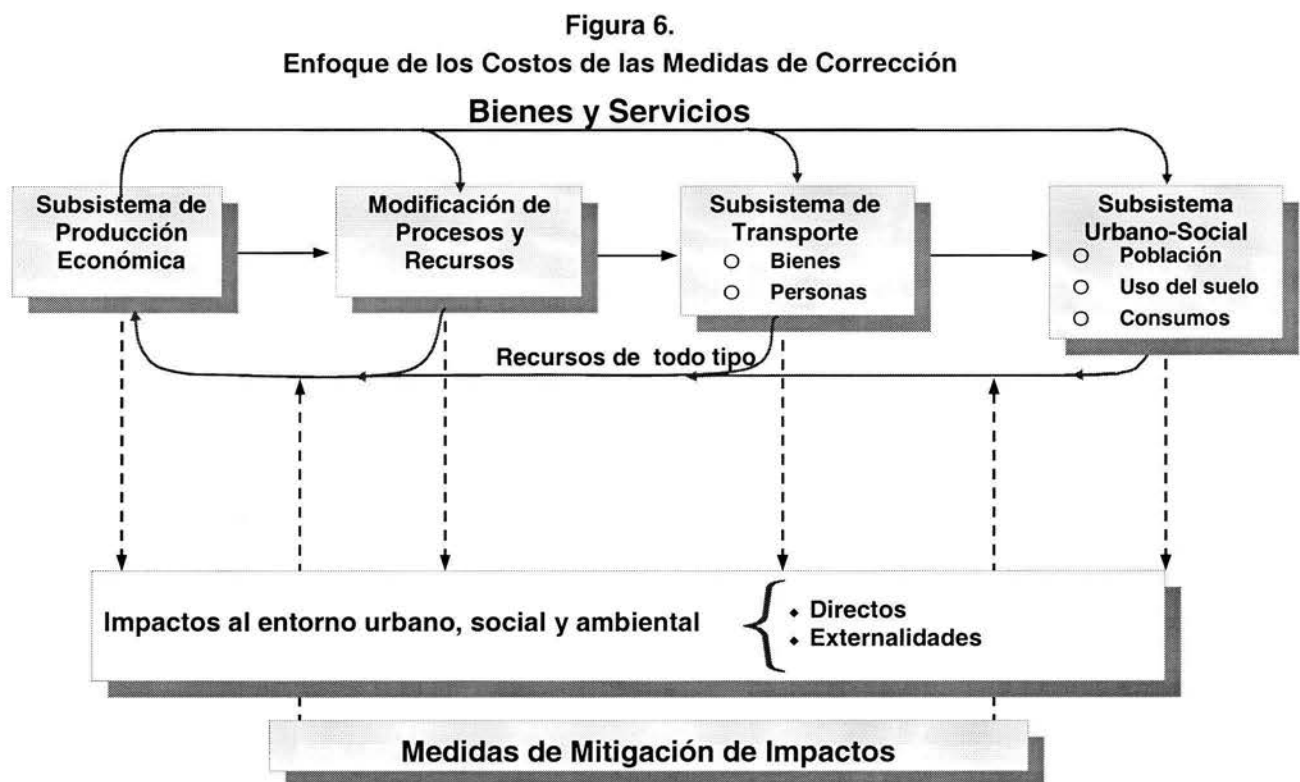 Figura 6.
Enfoque de los Costos de las Medidas de Corrección
Bienes y Servicios
Subsistema de
Producción
Económica
Modificación de
Procesos y
Recursos
Subsistema de
Transporte
Bienes
Personas
Subsistema
Urbano-Social
Población
Uso del suelo
Consumos
Recursos de todo tipo
Impactos al entorno urbano, social y ambiental
Directos
Externalidades
Medidas de Mitigación de Impactos